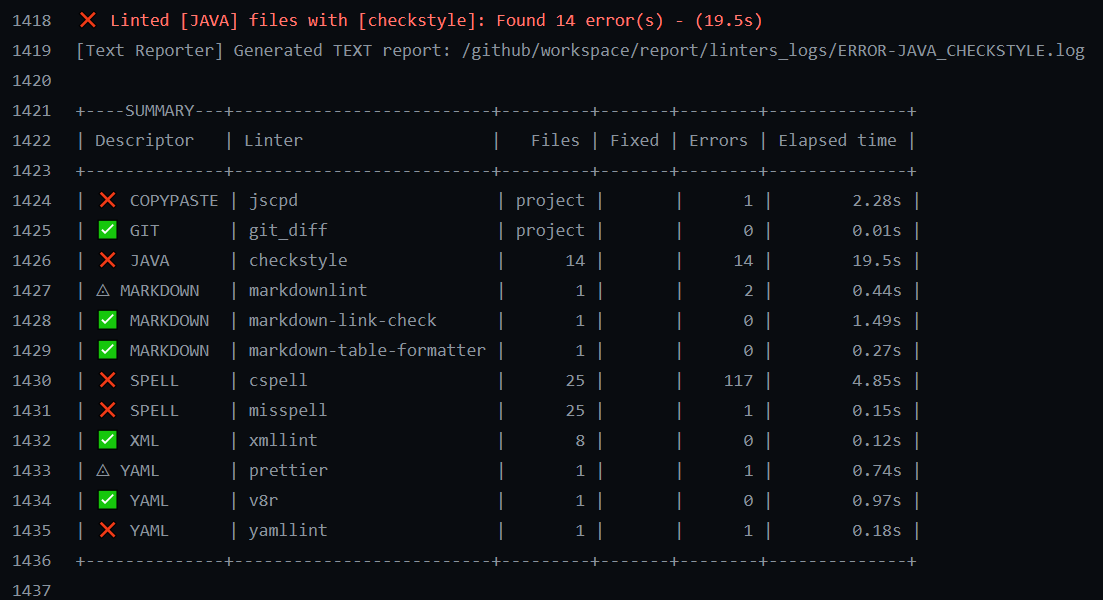 1418 ❌ Linted [JAVA] files with [checkstyle]: Found 14 error(s) - (19.5s)
1419 [Text Reporter] Generated TEXT report: /github/workspace/report/linters_logs/ERROR-JAVA_CHECKSTYLE.log
1420
1421 +----SUMMARY---+--------------------------+---------+-------+--------+--------------+
1422 | Descriptor   | Linter                   |   Files | Fixed | Errors | Elapsed time |
1423 +--------------+--------------------------+---------+-------+--------+--------------+
1424 | ❌ COPYPASTE | jscpd                    | project |       |      1 |        2.28s |
1425 | ✅ GIT       | git_diff                 | project |       |      0 |        0.01s |
1426 | ❌ JAVA      | checkstyle               |      14 |       |     14 |        19.5s |
1427 | ⚠ MARKDOWN   | markdownlint             |       1 |       |      2 |        0.44s |
1428 | ✅ MARKDOWN  | markdown-link-check      |       1 |       |      0 |        1.49s |
1429 | ✅ MARKDOWN  | markdown-table-formatter |       1 |       |      0 |        0.27s |
1430 | ❌ SPELL     | cspell                   |      25 |       |    117 |        4.85s |
1431 | ❌ SPELL     | misspell                 |      25 |       |      1 |        0.15s |
1432 | ✅ XML       | xmllint                  |       8 |       |      0 |        0.12s |
1433 | ⚠ YAML       | prettier                 |       1 |       |      1 |        0.74s |
1434 | ✅ YAML      | v8r                      |       1 |       |      0 |        0.97s |
1435 | ❌ YAML      | yamllint                 |       1 |       |      1 |        0.18s |
1436 +--------------+--------------------------+---------+-------+--------+--------------+
1437